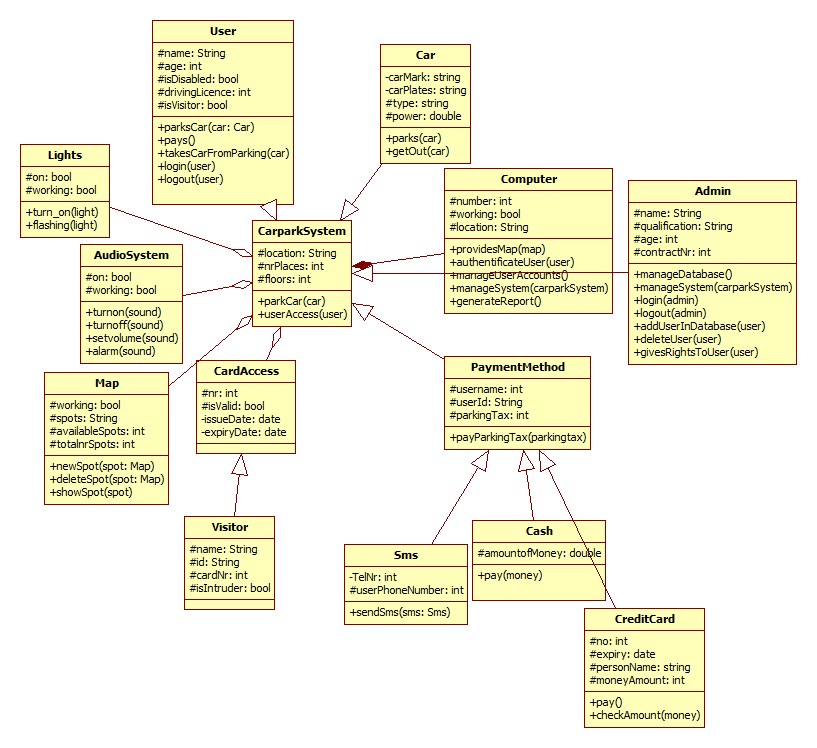 User
#name: String
#age: int
#isDisabled: bool
#drivingLicence: int
#isVisitor: bool
+parksCar(car: Car)
+pays()
+takesCarFromParking(car)
+login(user)
+logout(user)
Car
-carMark: string
-carPlates: string
#type: string
#power: double
+parks(car)
+getOut(car)
Lights
#on: bool
#working: bool
+turn_on(light)
+flashing(light)
Computer
#number: int
#working: bool
#location: String
+providesMap(map)
+authentificateUser(user)
+manageUserAccounts()
+manageSystem(carparkSystem)
+generateReport()
Admin
#name: String
#qualification: String
#age: int
#contractNr: int
+manageDatabase()
+manageSystem(carparkSystem)
+login(admin)
+logout(admin)
+addUserInDatabase(user)
+deleteUser(user)
+givesRightsToUser(user)
CarparkSystem
#location: String
#nrPlaces: int
#floors: int
+parkCar(car)
+userAccess(user)
AudioSystem
#on: bool
#working: bool
+turnon(sound)
+turnoff(sound)
+setvolume(sound)
+alarm(sound)
Map
#working: bool
#spots: String
#availableSpots: int
#totalnrSpots: int
+newSpot(spot: Map)
+deleteSpot(spot: Map)
+showSpot(spot)
CardAccess
#nr: int
#isValid: bool
-issueDate: date
-expiryDate: date
PaymentMethod
#username: int
#userId: String
#parkingTax: int
+payParkingTax(parkingtax)
Visitor
#name: String
#id: String
#cardNr: int
#isIntruder: bool
Sms
-TelNr: int
#userPhoneNumber: int
+sendSms(sms: Sms)
Cash
#amountofMoney: double
+pay(money)
CreditCard
#no: int
#expiry: date
#personName: string
#moneyAmount: int
+pay()
+checkAmount(money)